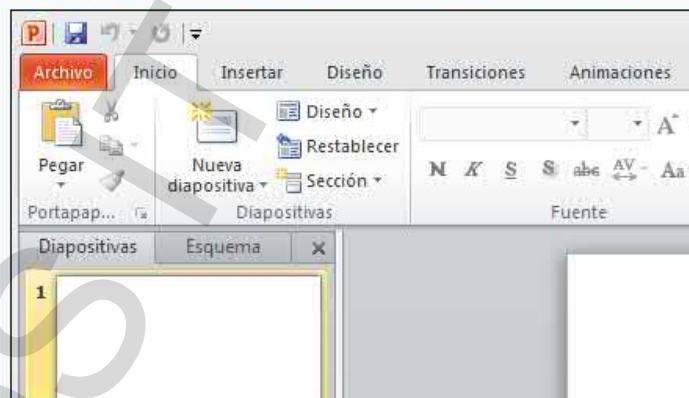 P
Archivo Inicio Insertar Diseño Transiciones Animaciones
Pegar
Portapap...
Nueva
diapositiva
Diseño
Restablecer
Sección
Diapositivas
A
N K S S abc AV Aa
Fuente
Diapositivas Esquema
1